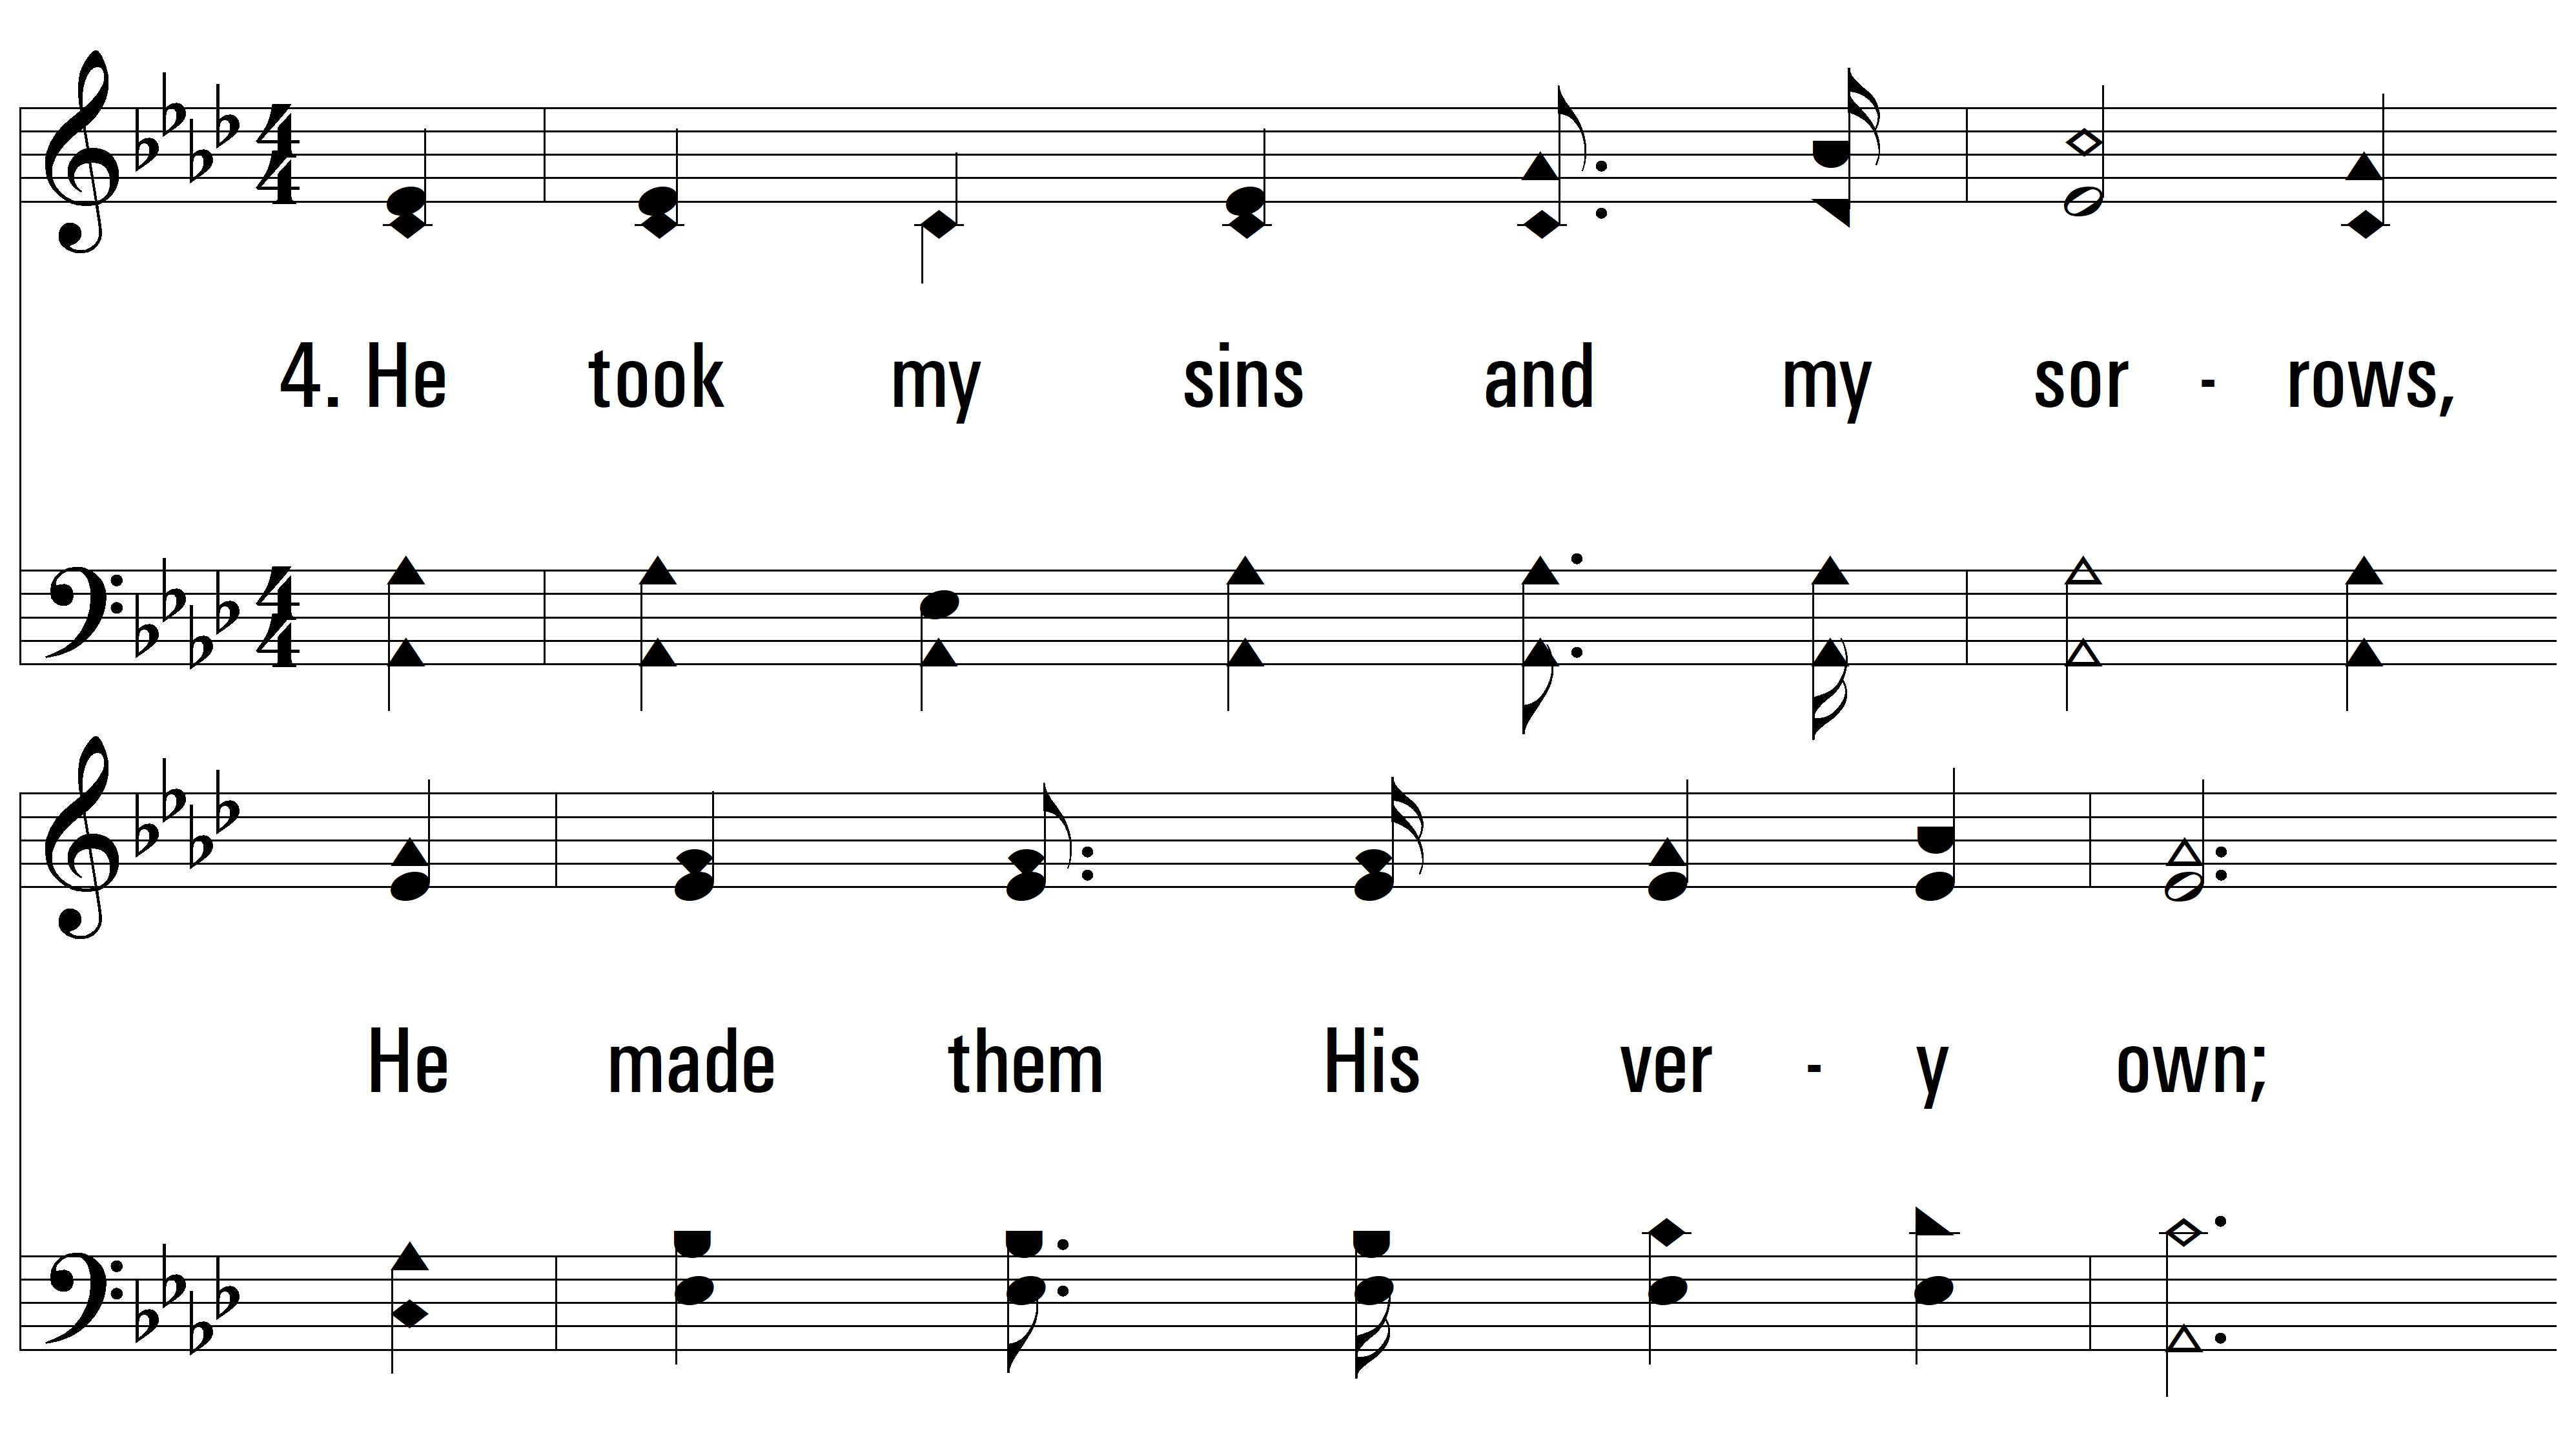 4. He took my sins and my sor - rows,
He made them His ver - y own;